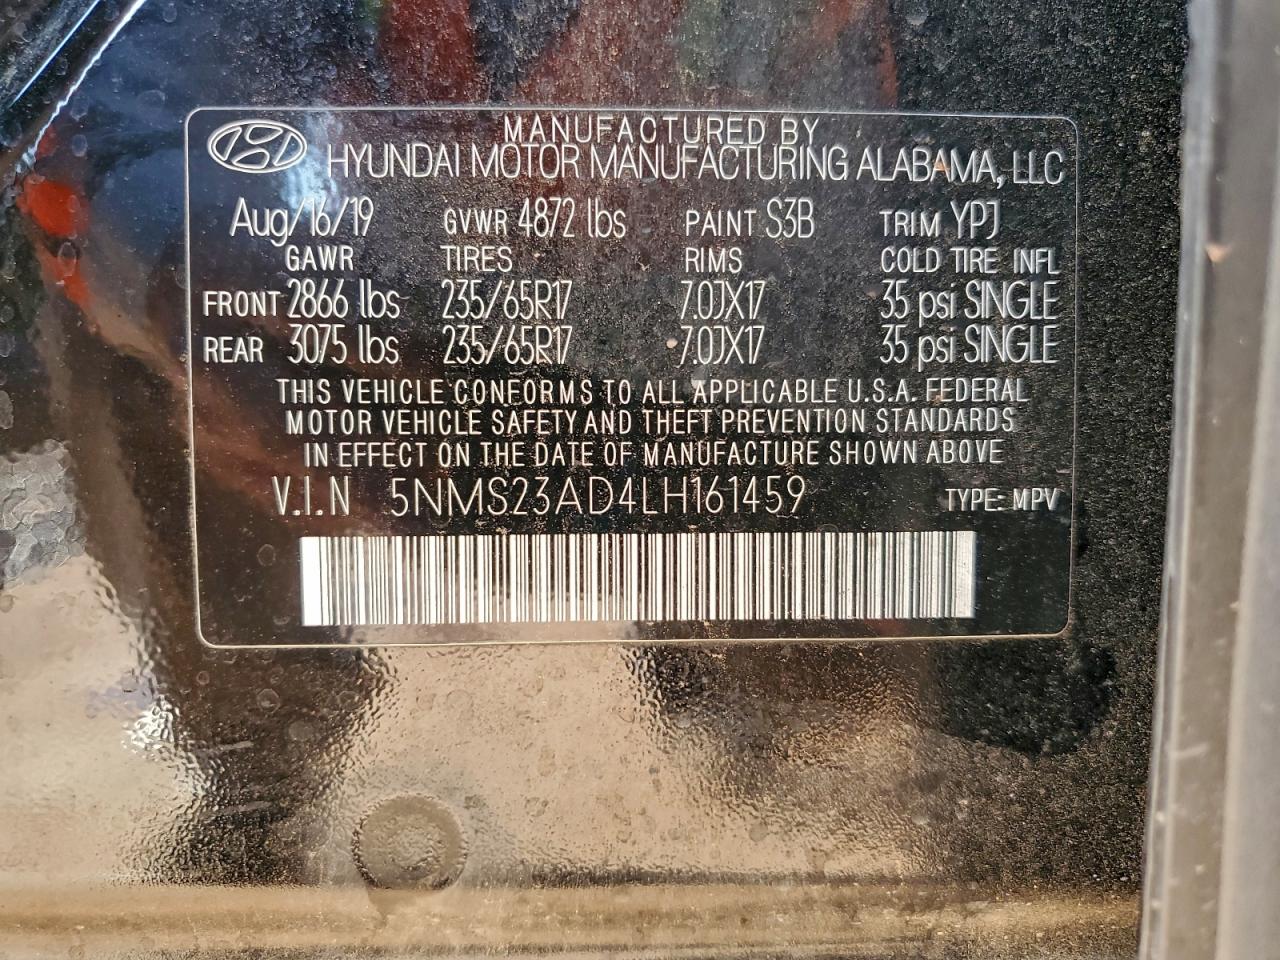 MANUFACTURED BY
HYUNDAI MOTOR MANUFACTURING ALABAMA, LLC
Aug/16/19 GVWR 4872 lbs PAINT S3B TRIM YPJ
GAWR TIRES RIMS COLD TIRE INFL
FRONT 2866 lbs 235/65R17 7.0JX17 35 psi SINGLE
REAR 3075 lbs 235/65R17 7.0JX17 35 psi SINGLE
THIS VEHICLE CONFORMS TO ALL APPLICABLE U.S.A. FEDERAL
MOTOR VEHICLE SAFETY AND THEFT PREVENTION STANDARDS
IN EFFECT ON THE DATE OF MANUFACTURE SHOWN ABOVE
V.I.N 5NMS23AD4LH161459 TYPE: MPV